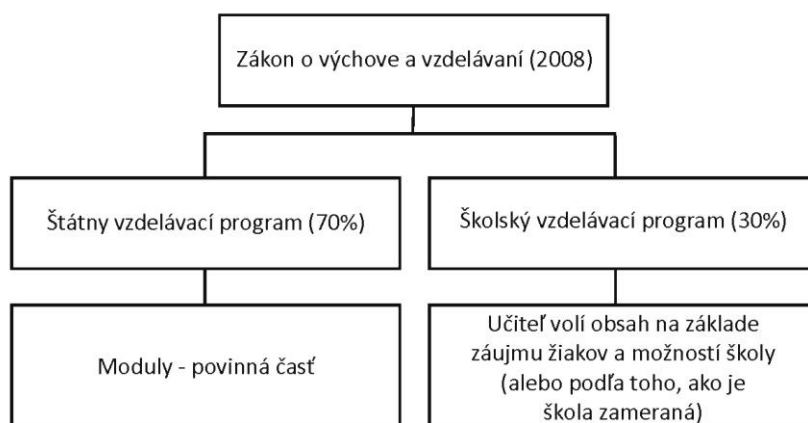 Zákon o výchove a vzdelávaní (2008)
Štátny vzdelávací program (70%)
Školský vzdelávací program (30%)
Moduly - povinná časť
Učiteľ volí obsah na základe
záujmu žiakov a možností školy
(alebo podľa toho, ako je
škola zameraná)